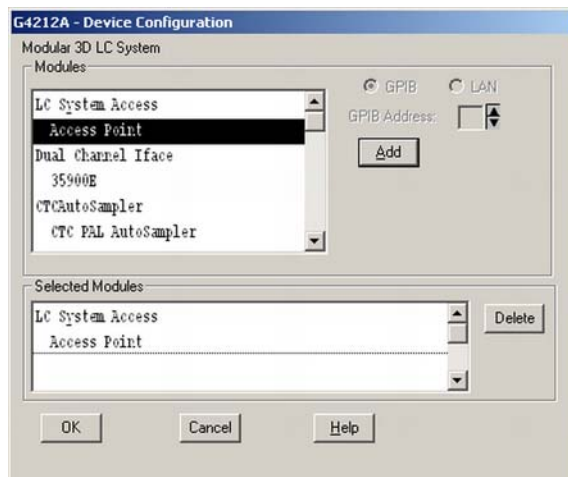 G4212A - Device Configuration
Modular 3D LC System
Modules
GPIB LAN
LC System Access
GPIB Address:
Access Point
Add
Dual Channel Iface
35900E
CTCAutoSampler
CTC PAL AutoSampler
Selected Modules
LC System Access
Delete
Access Point
OK Cancel Help